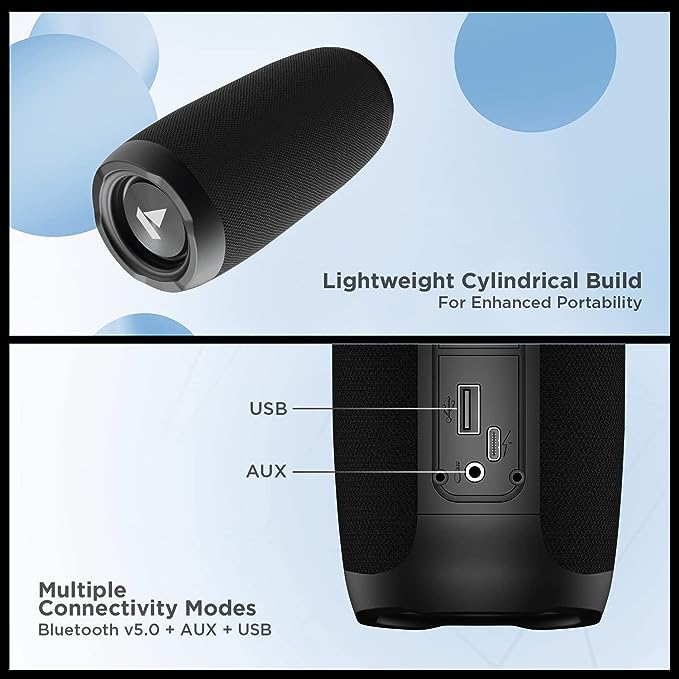 Lightweight Cylindrical Build
For Enhanced Portability
USB
AUX
Multiple
Connectivity Modes
Bluetooth v5.0 + AUX + USB